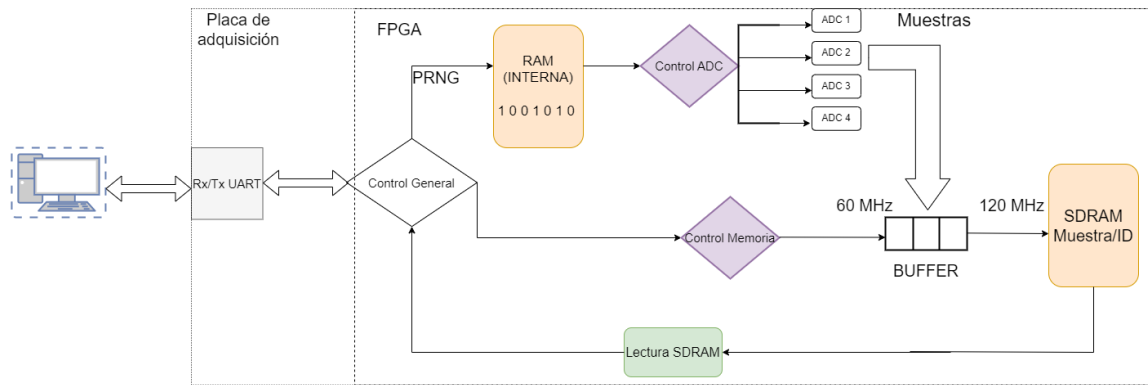 Placa de
adquisición
FPGA
Muestras
PRNG
RAM
(INTERNA)
1 0 0 1 0 1 0
Control ADC
ADC 1
ADC 2
ADC 3
ADC 4
Rx/Tx UART
Control General
Control Memoria
60 MHz
120 MHz
BUFFER
SDRAM
Muestra/ID
Lectura SDRAM